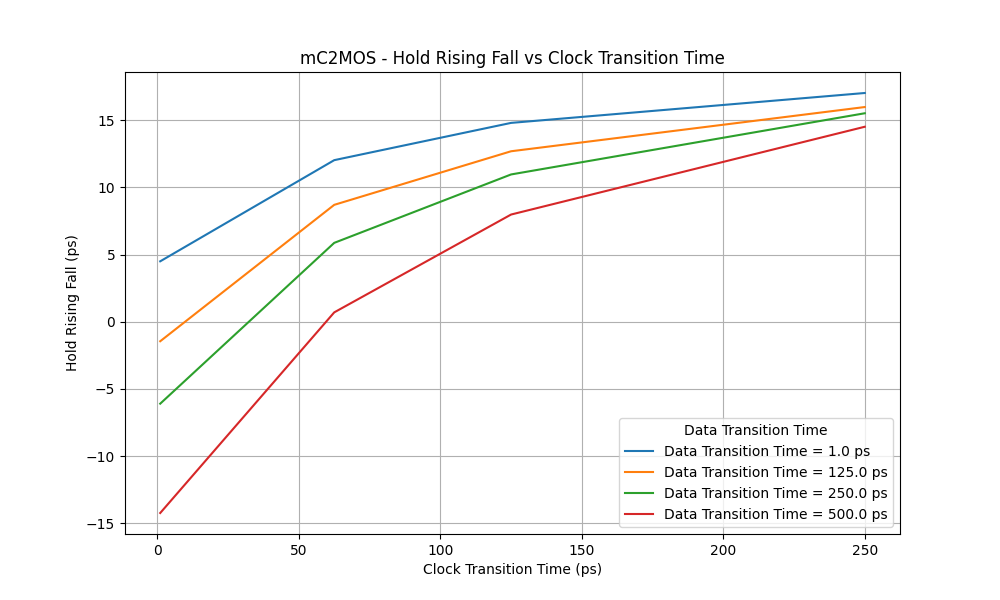 mC2MOS - Hold Rising Fall vs Clock Transition Time
Hold Rising Fall (ps)
15
10
5
0
−5
−10
−15
0
50
100
150
200
250
Clock Transition Time (ps)
Data Transition Time
Data Transition Time = 1.0 ps
Data Transition Time = 125.0 ps
Data Transition Time = 250.0 ps
Data Transition Time = 500.0 ps